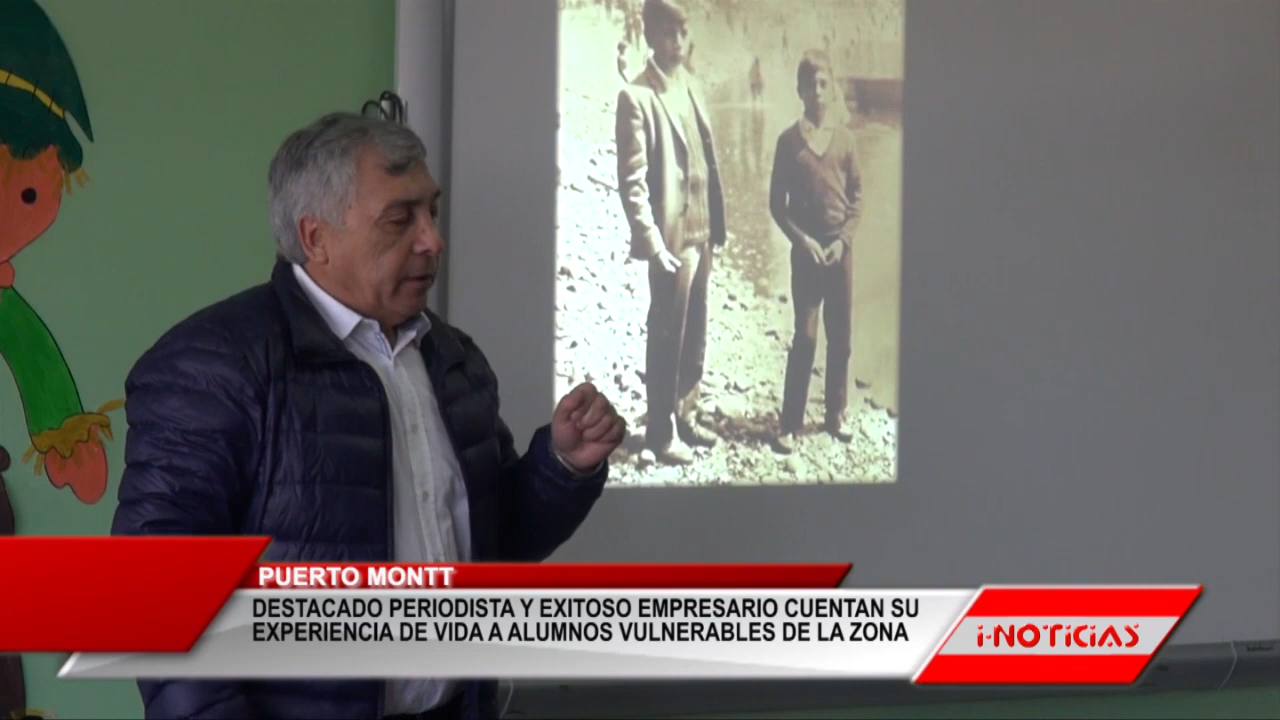 PUERTO MONTT
DESTACADO PERIODISTA Y EXITOSO EMPRESARIO CUENTAN SU
EXPERIENCIA DE VIDA A ALUMNOS VULNERABLES DE LA ZONA
i-NOTICIAS